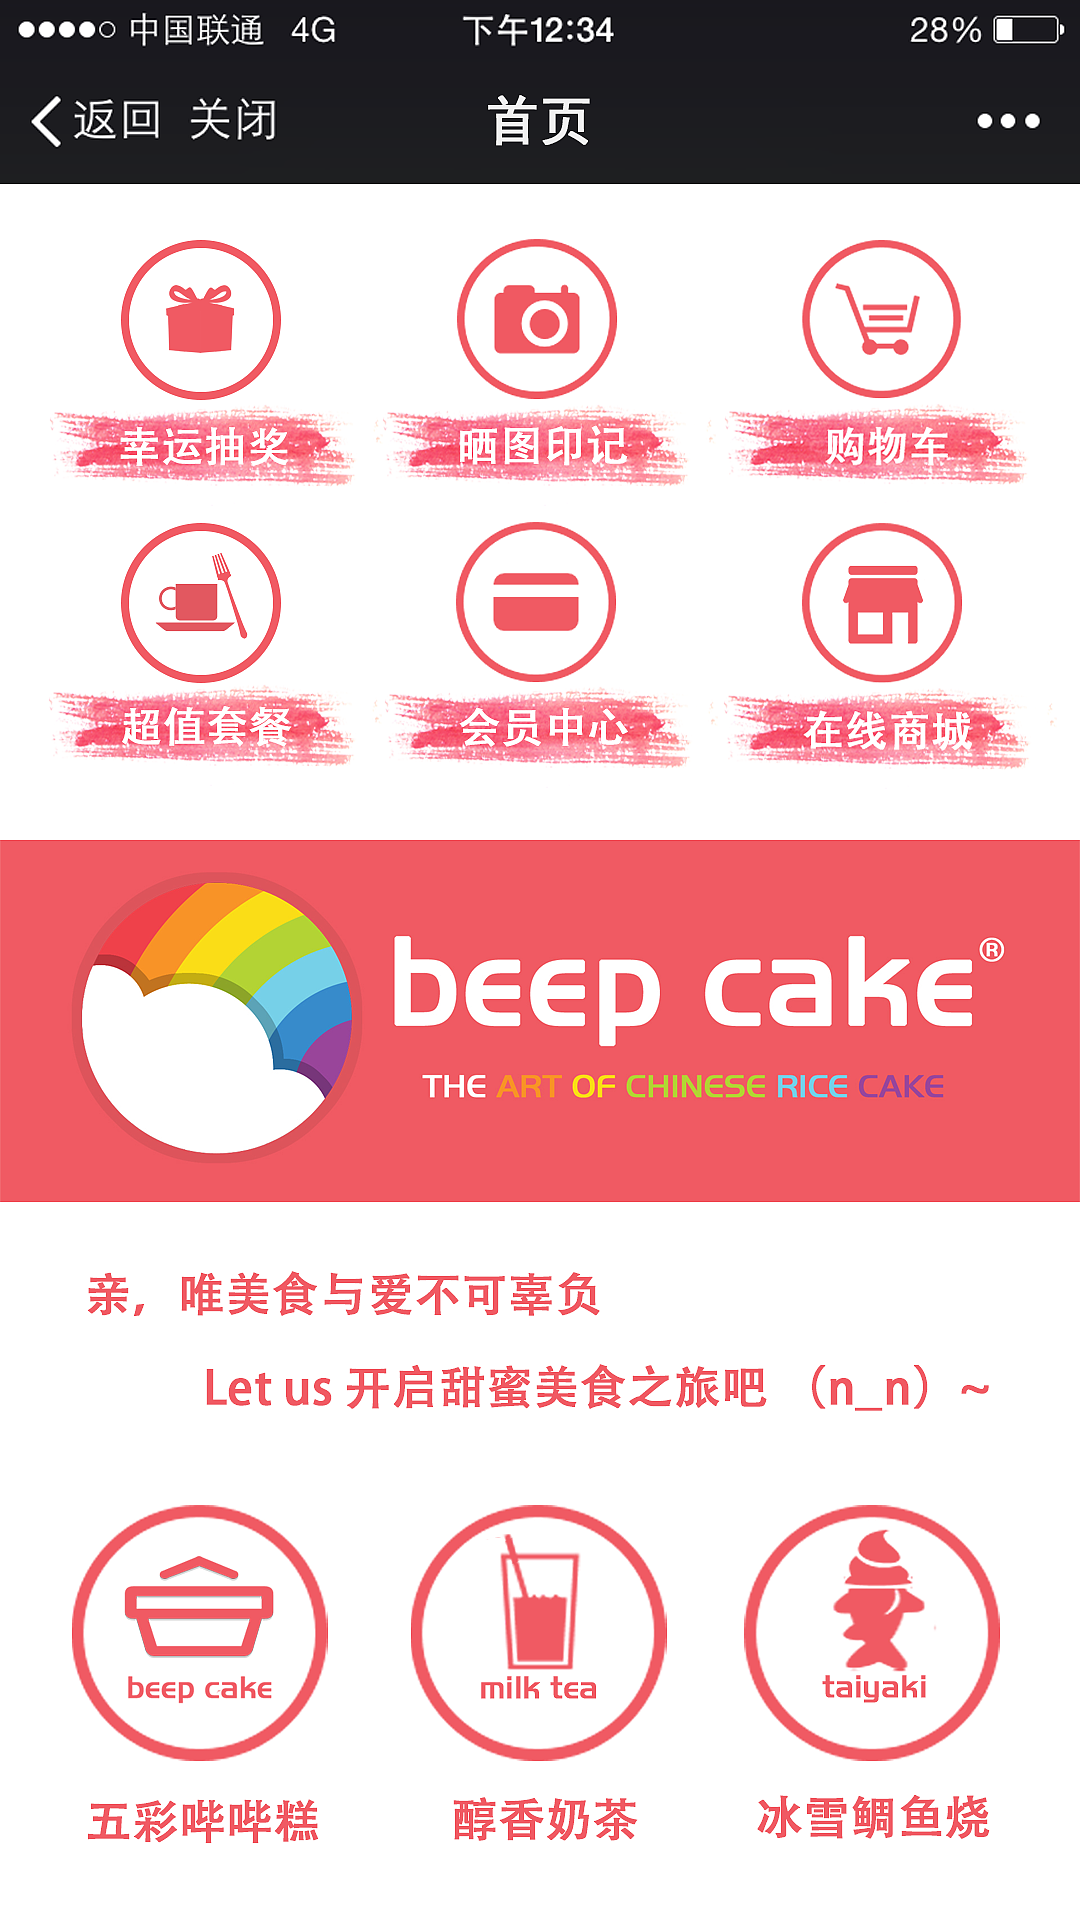 中国联通 4G 下午12:34 28%
返回 关闭 首页
幸运抽奖 晒图印记 购物车
超值套餐 会员中心 在线商城
beep cake®
THE ART OF CHINESE RICE CAKE
亲，唯美食与爱不可辜负
Let us 开启甜蜜美食之旅吧 （n_n）~
beep cake milk tea taiyaki
五彩哔哔糕 醇香奶茶 冰雪鲷鱼烧